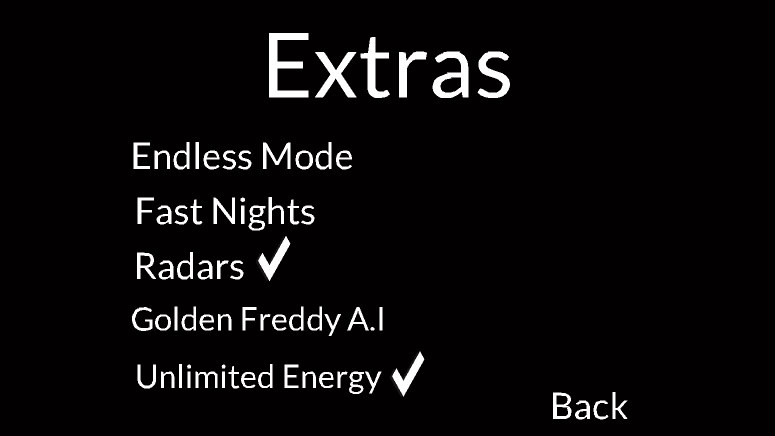 Extras
Endless Mode
Fast Nights
Radars
Golden Freddy A.I
Unlimited Energy
Back